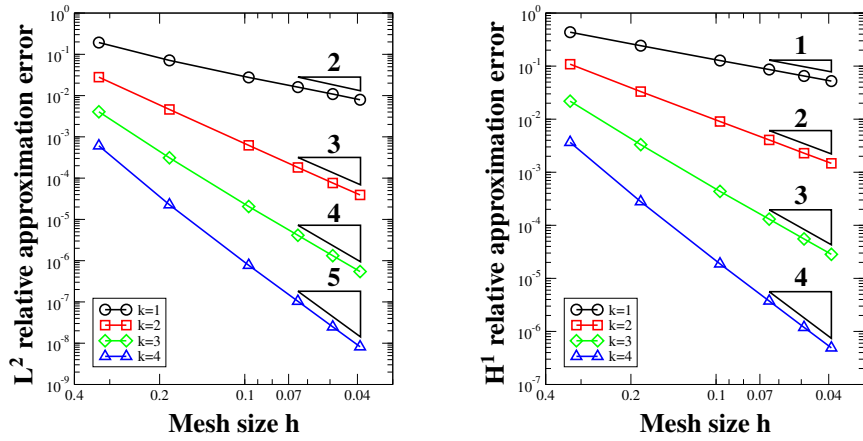 L² relative approximation error
10⁰
10⁻¹
10⁻²
10⁻³
10⁻⁴
10⁻⁵
10⁻⁶
10⁻⁷
10⁻⁸
10⁻⁹
2
3
4
5
k=1
k=2
k=3
k=4
0.4 0.2 0.1 0.07 0.04
Mesh size h
H¹ relative approximation error
10⁰
10⁻¹
10⁻²
10⁻³
10⁻⁴
10⁻⁵
10⁻⁶
10⁻⁷
1
2
3
4
k=1
k=2
k=3
k=4
0.4 0.2 0.1 0.07 0.04
Mesh size h